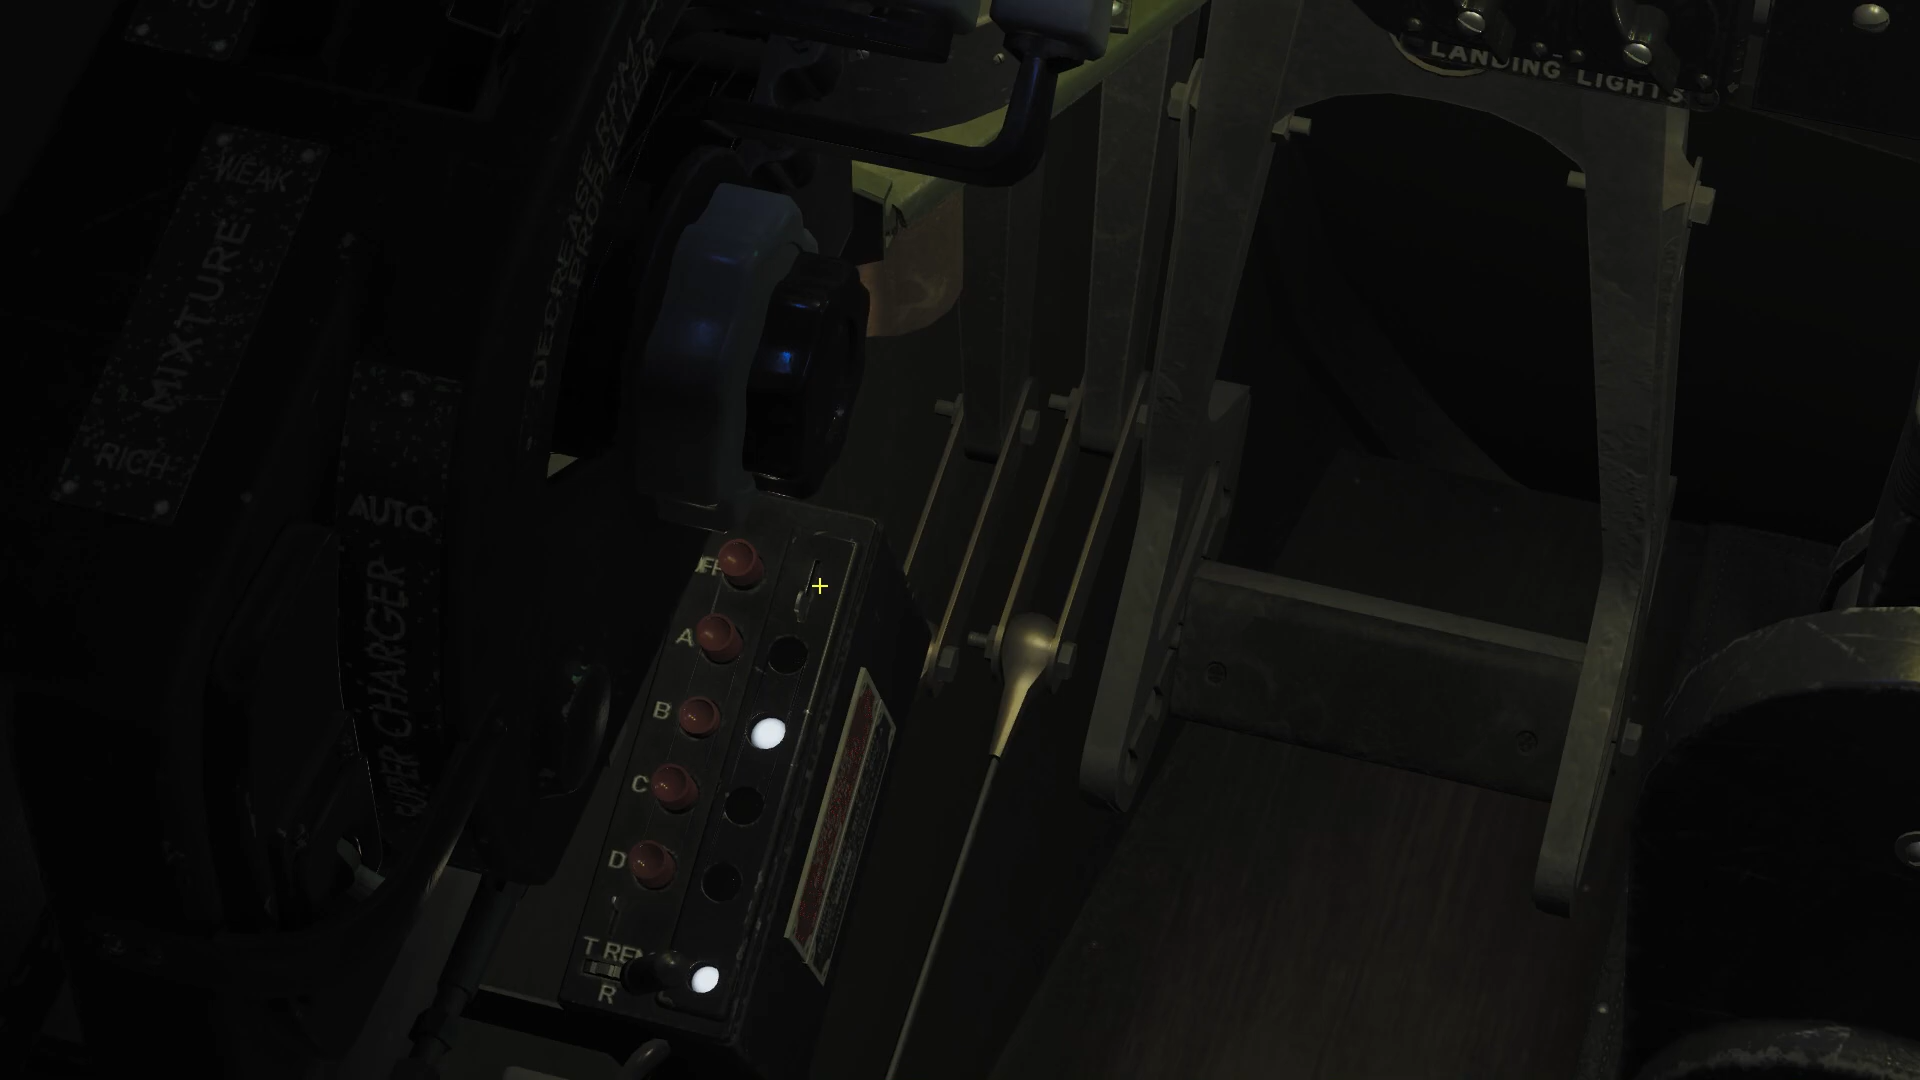 LANDING LIGHTS
DECREASE RPM
PROPELLER
WEAK
MIXTURE
RICH
AUTO
SUPER CHARGER
A
B
C
D
T
R